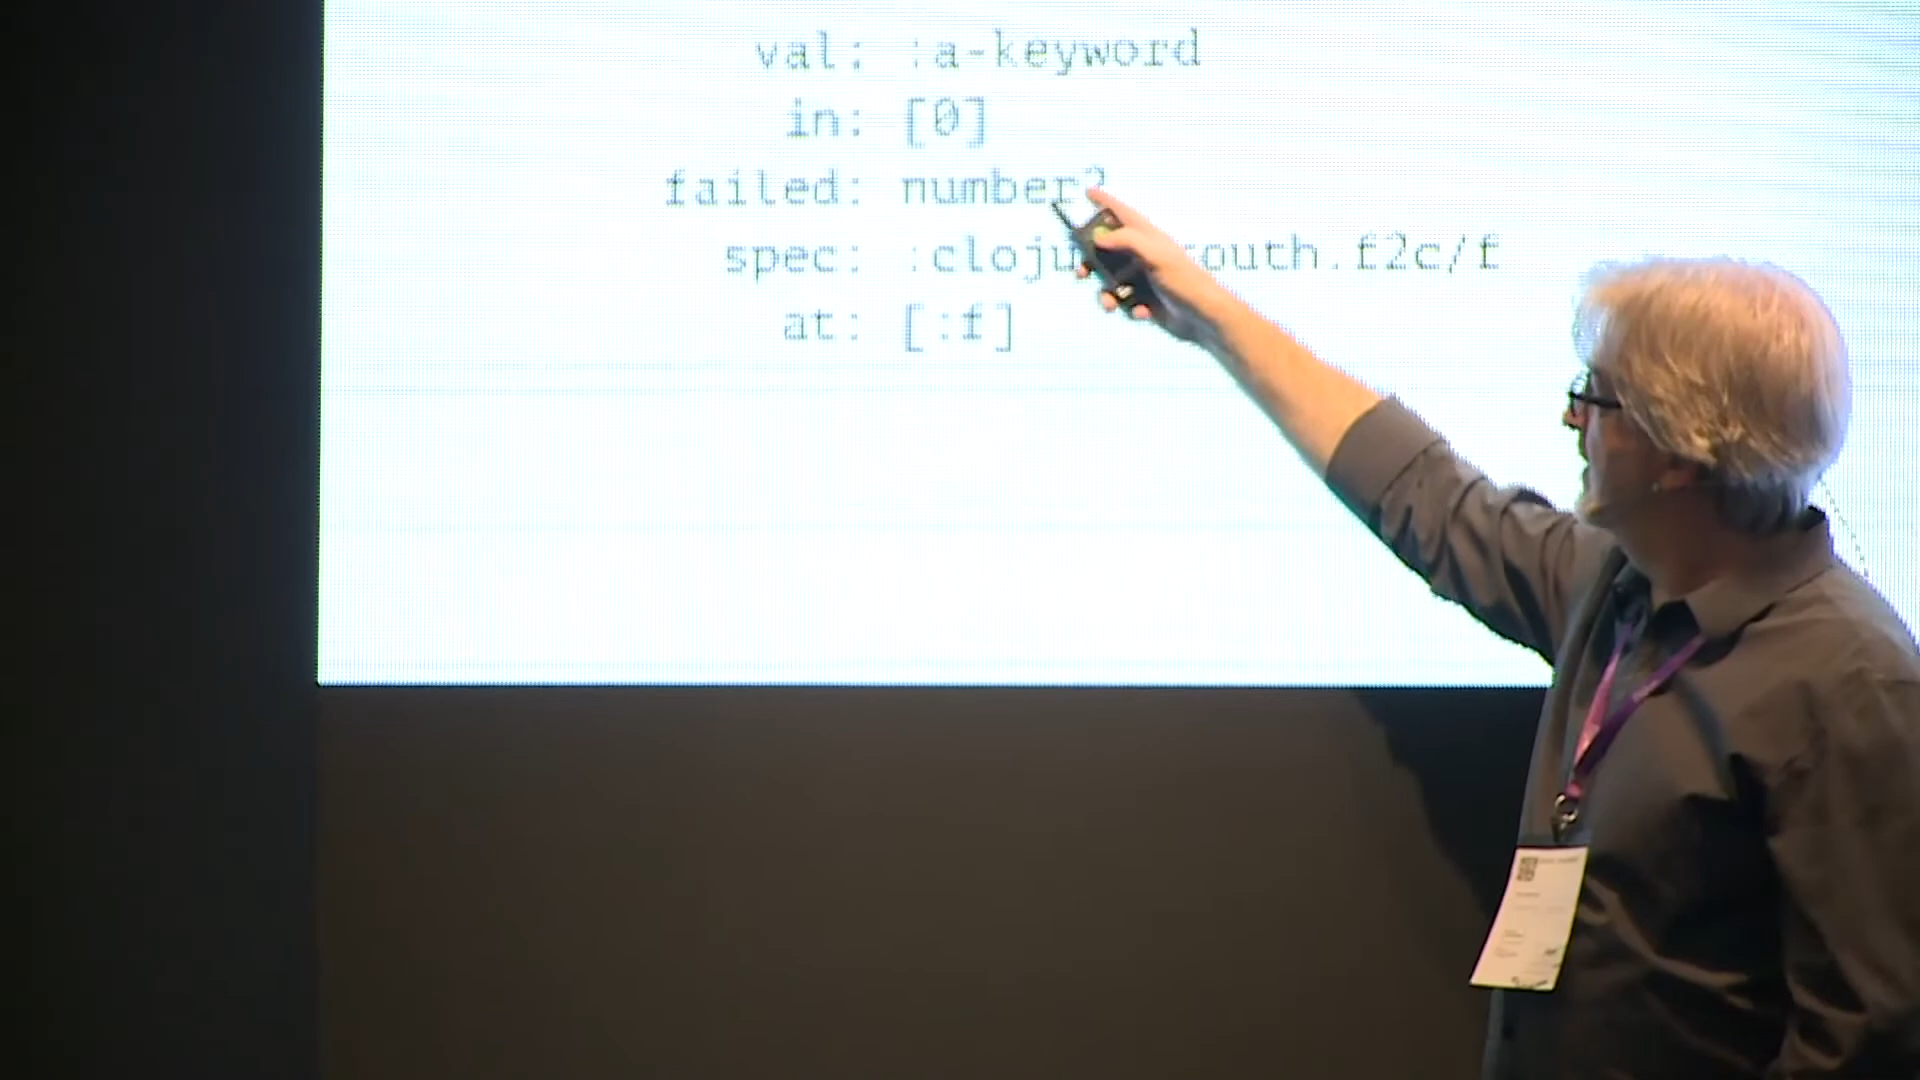 val: :a-keyword
in: [0]
failed: number?
spec: :cloju outh.f2c/f
at: [:f]